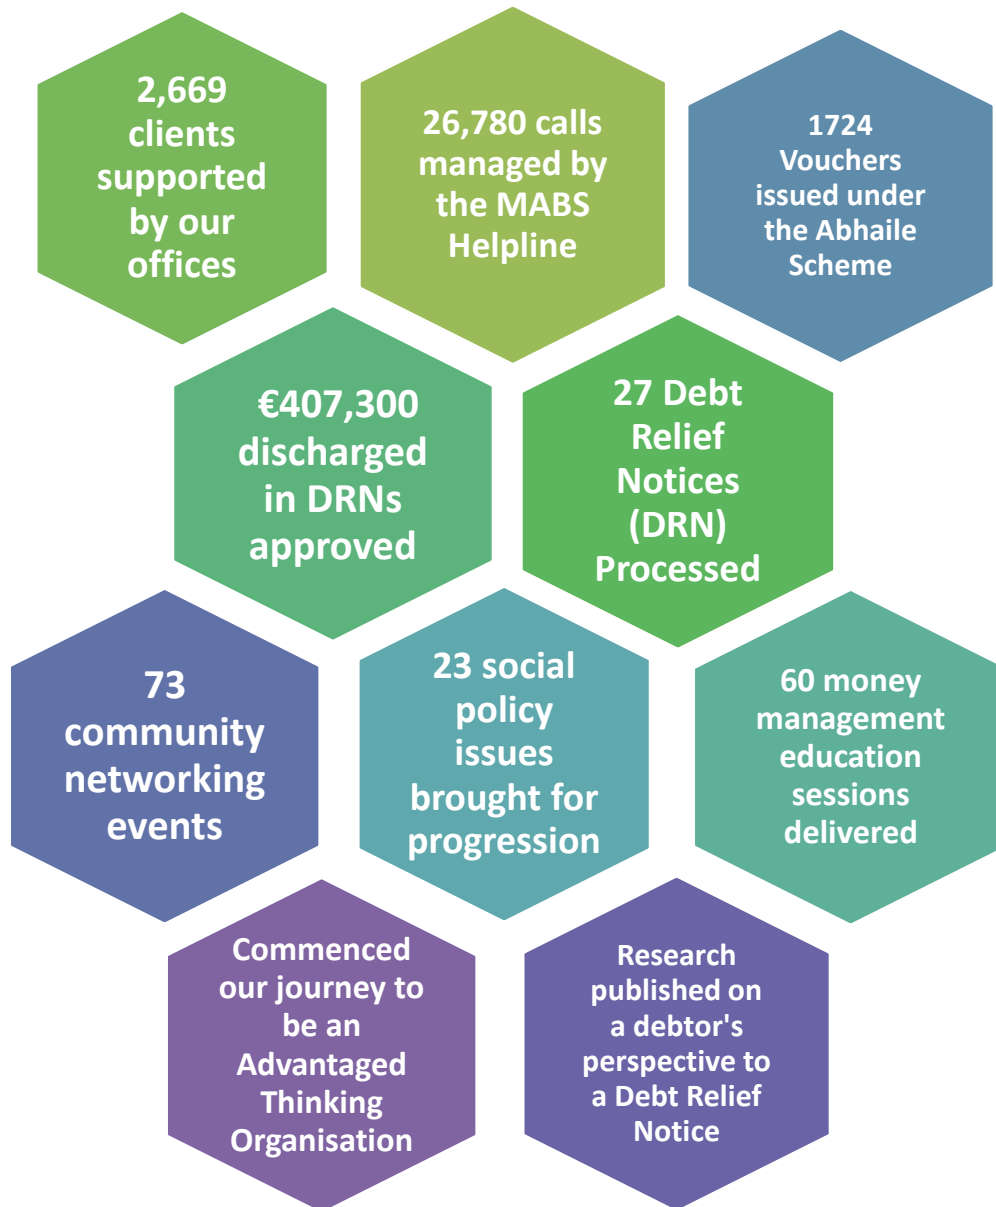 2,669
clients
supported
by our
offices
26,780 calls
managed by
the MABS
Helpline
1724
Vouchers
issued under
the Abhaile
Scheme
€407,300
discharged
in DRNs
approved
27 Debt
Relief
Notices
(DRN)
Processed
73
community
networking
events
23 social
policy
issues
brought for
progression
60 money
management
education
sessions
delivered
Commenced
our journey to
be an
Advantaged
Thinking
Organisation
Research
published on
a debtor's
perspective to
a Debt Relief
Notice